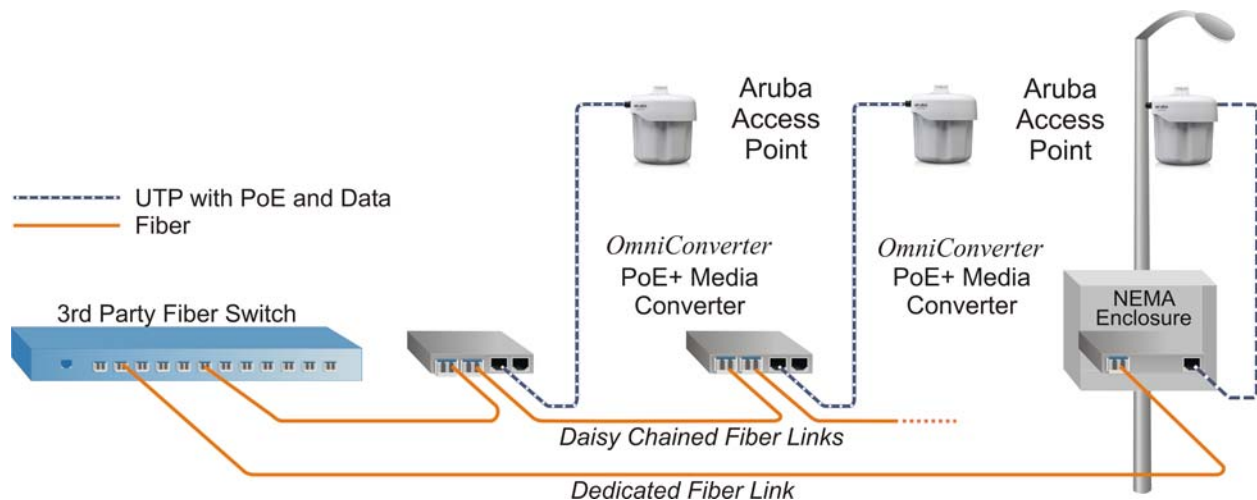 Aruba
Access
Point
Aruba
Access
Point
UTP with PoE and Data
Fiber
OmniConverter
PoE+ Media
Converter
OmniConverter
PoE+ Media
Converter
NEMA
Enclosure
3rd Party Fiber Switch
Daisy Chained Fiber Links
Dedicated Fiber Link